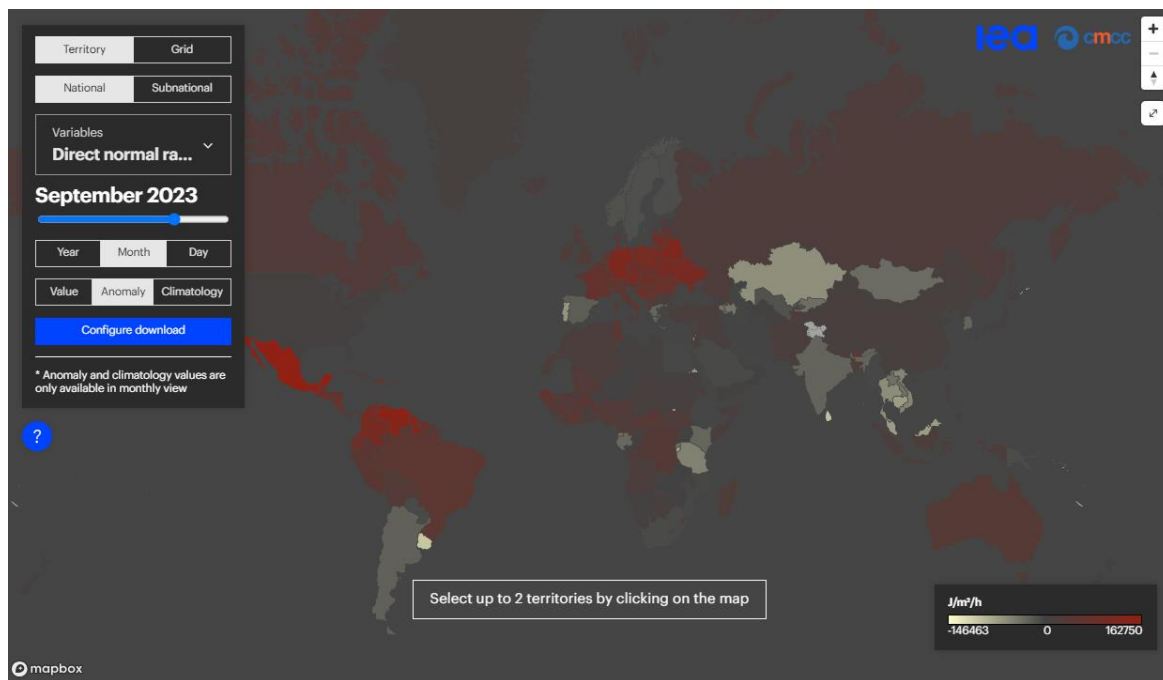 Territory Grid
National Subnational
Variables
Direct normal ra...
September 2023
Year Month Day
Value Anomaly Climatology
Configure download
* Anomaly and climatology values are
only available in monthly view
?
iea cmcc
Select up to 2 territories by clicking on the map
J/m²/h
-146463 0 162750
mapbox